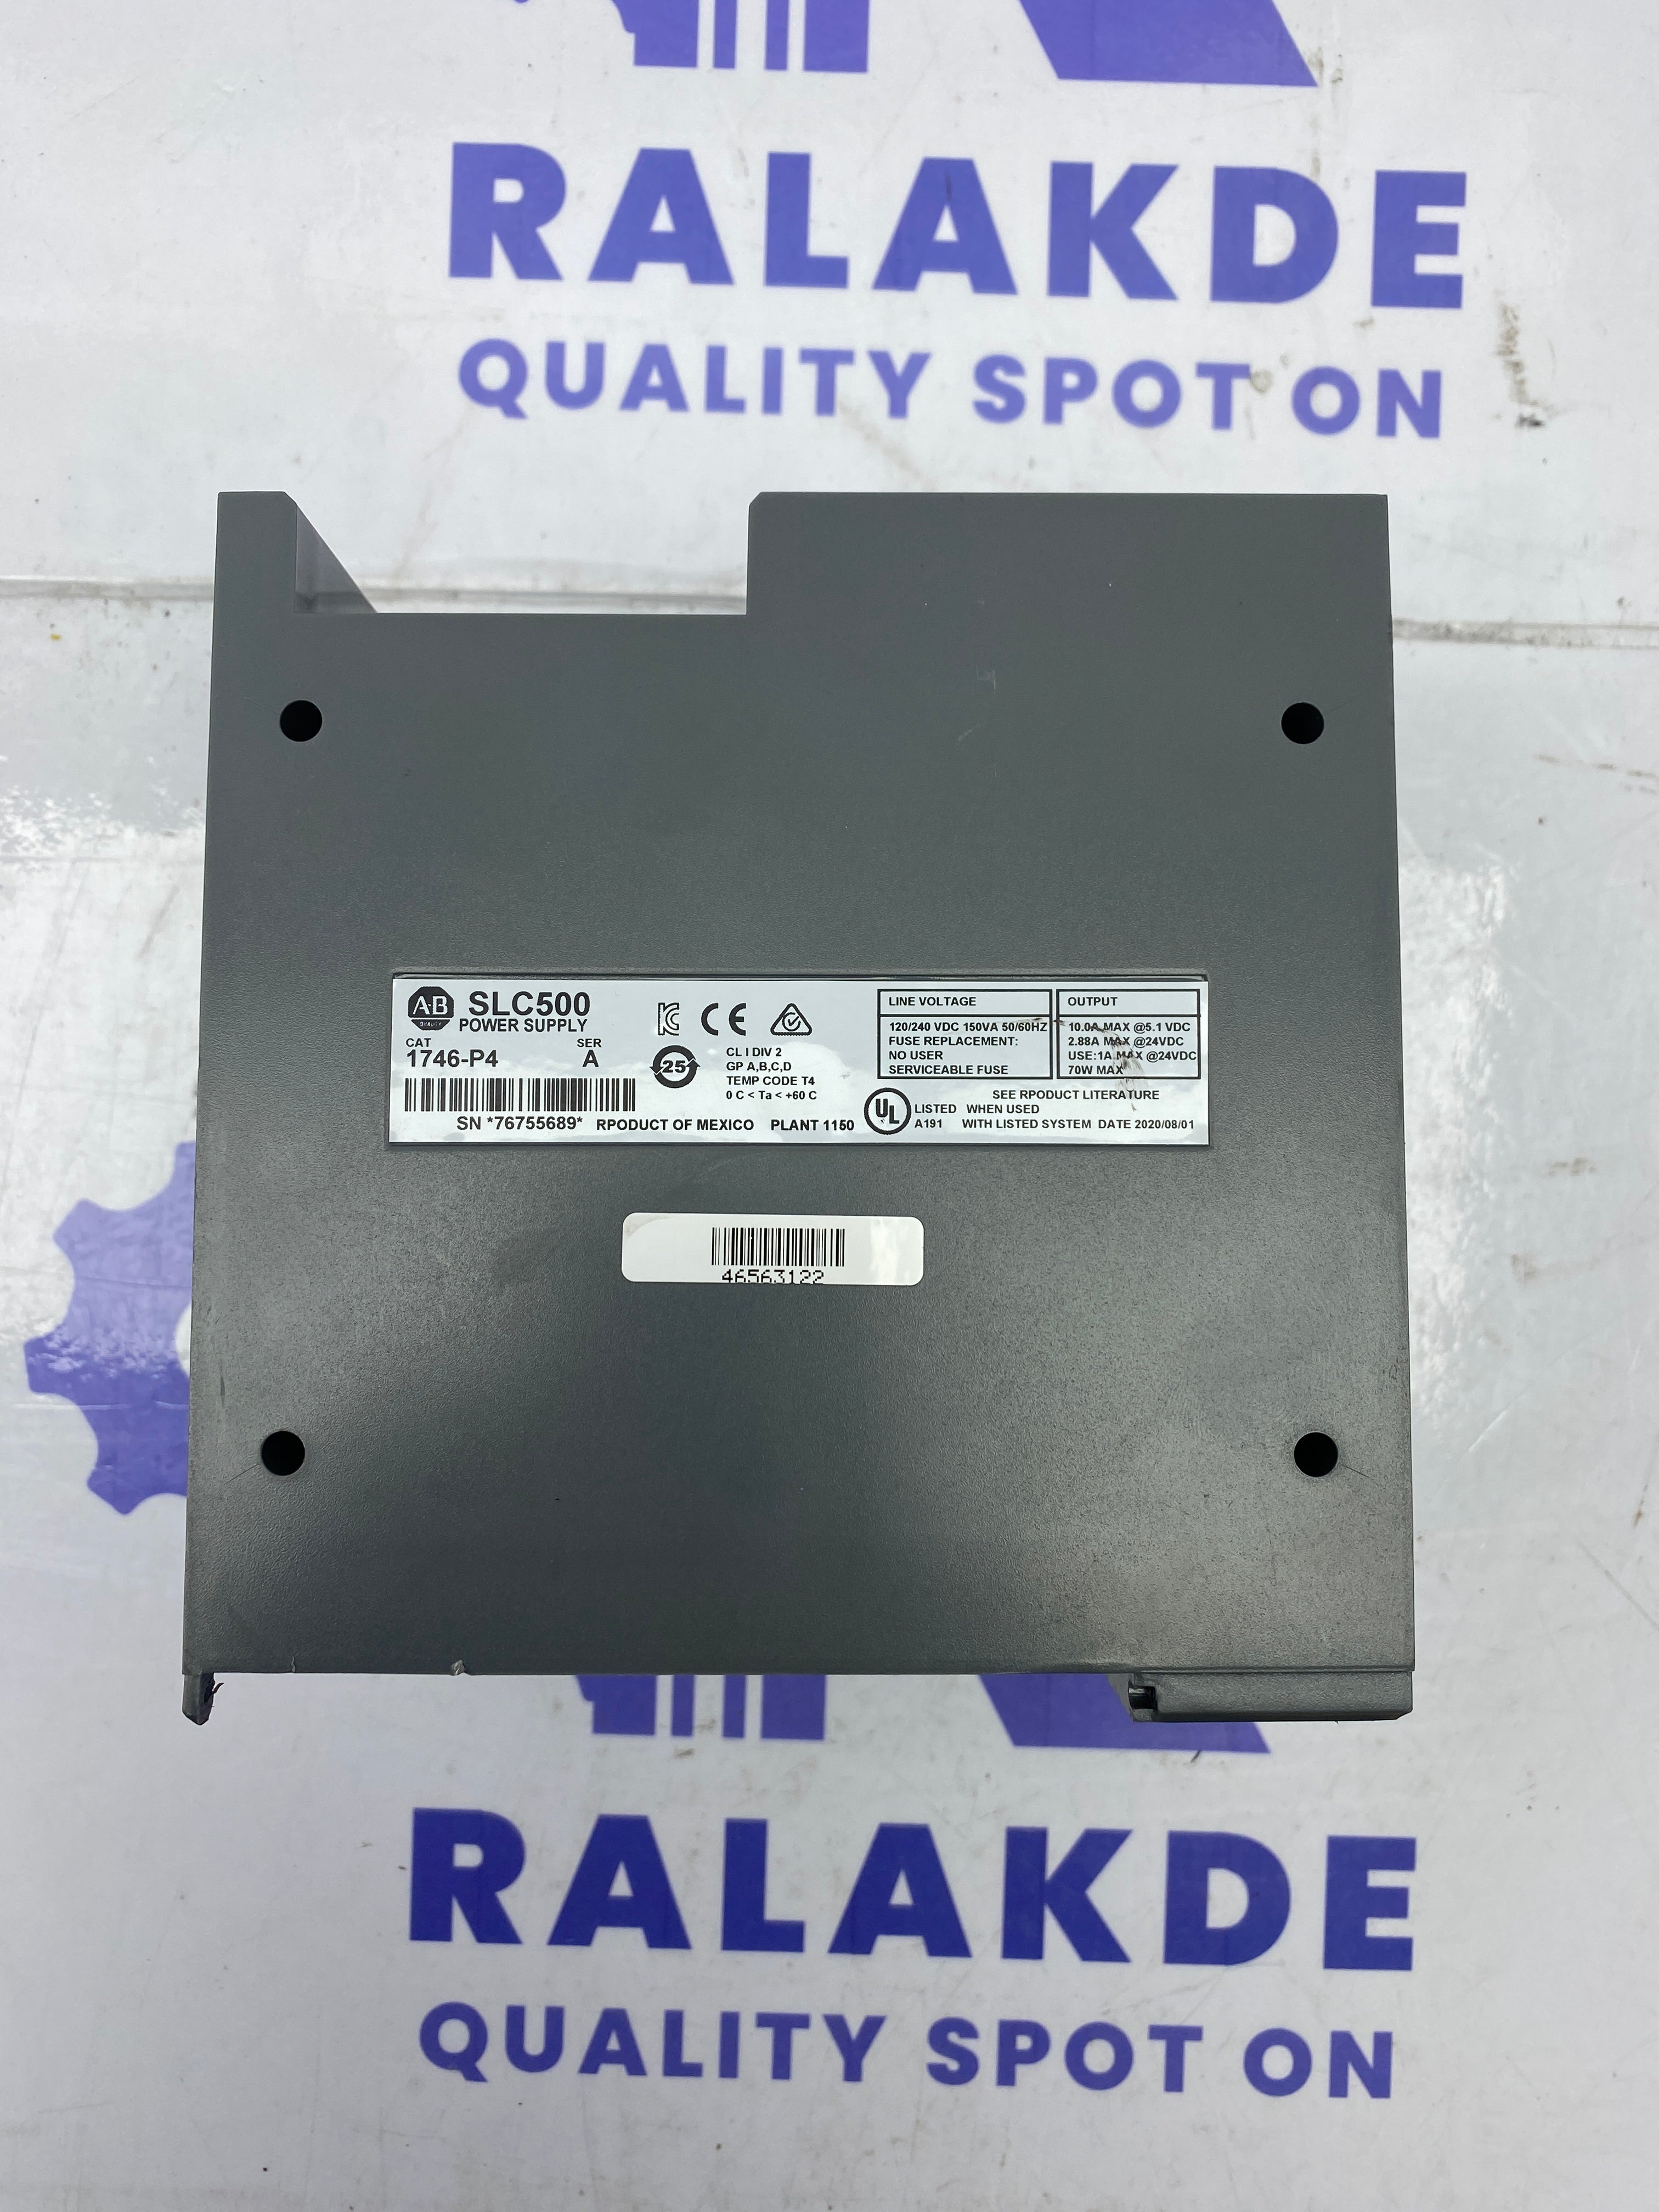 RALAKDE
QUALITY SPOT ON
A·B
QUALITY
SLC500
POWER SUPPLY
CAT
SER
1746-P4
A
SN *76755689*
RPODUCT OF MEXICO
PLANT 1150
CE
25
CL I DIV 2
GP A,B,C,D
TEMP CODE T4
0 C < Ta < +60 C
LINE VOLTAGE
120/240 VDC 150VA 50/60HZ
FUSE REPLACEMENT:
NO USER
SERVICEABLE FUSE
OUTPUT
10.0A MAX @5.1 VDC
2.88A MAX @24VDC
USE:1A MAX @24VDC
70W MAX
UL
SEE RPODUCT LITERATURE
LISTED WHEN USED
A191 WITH LISTED SYSTEM DATE 2020/08/01
46563122
RALAKDE
QUALITY SPOT ON